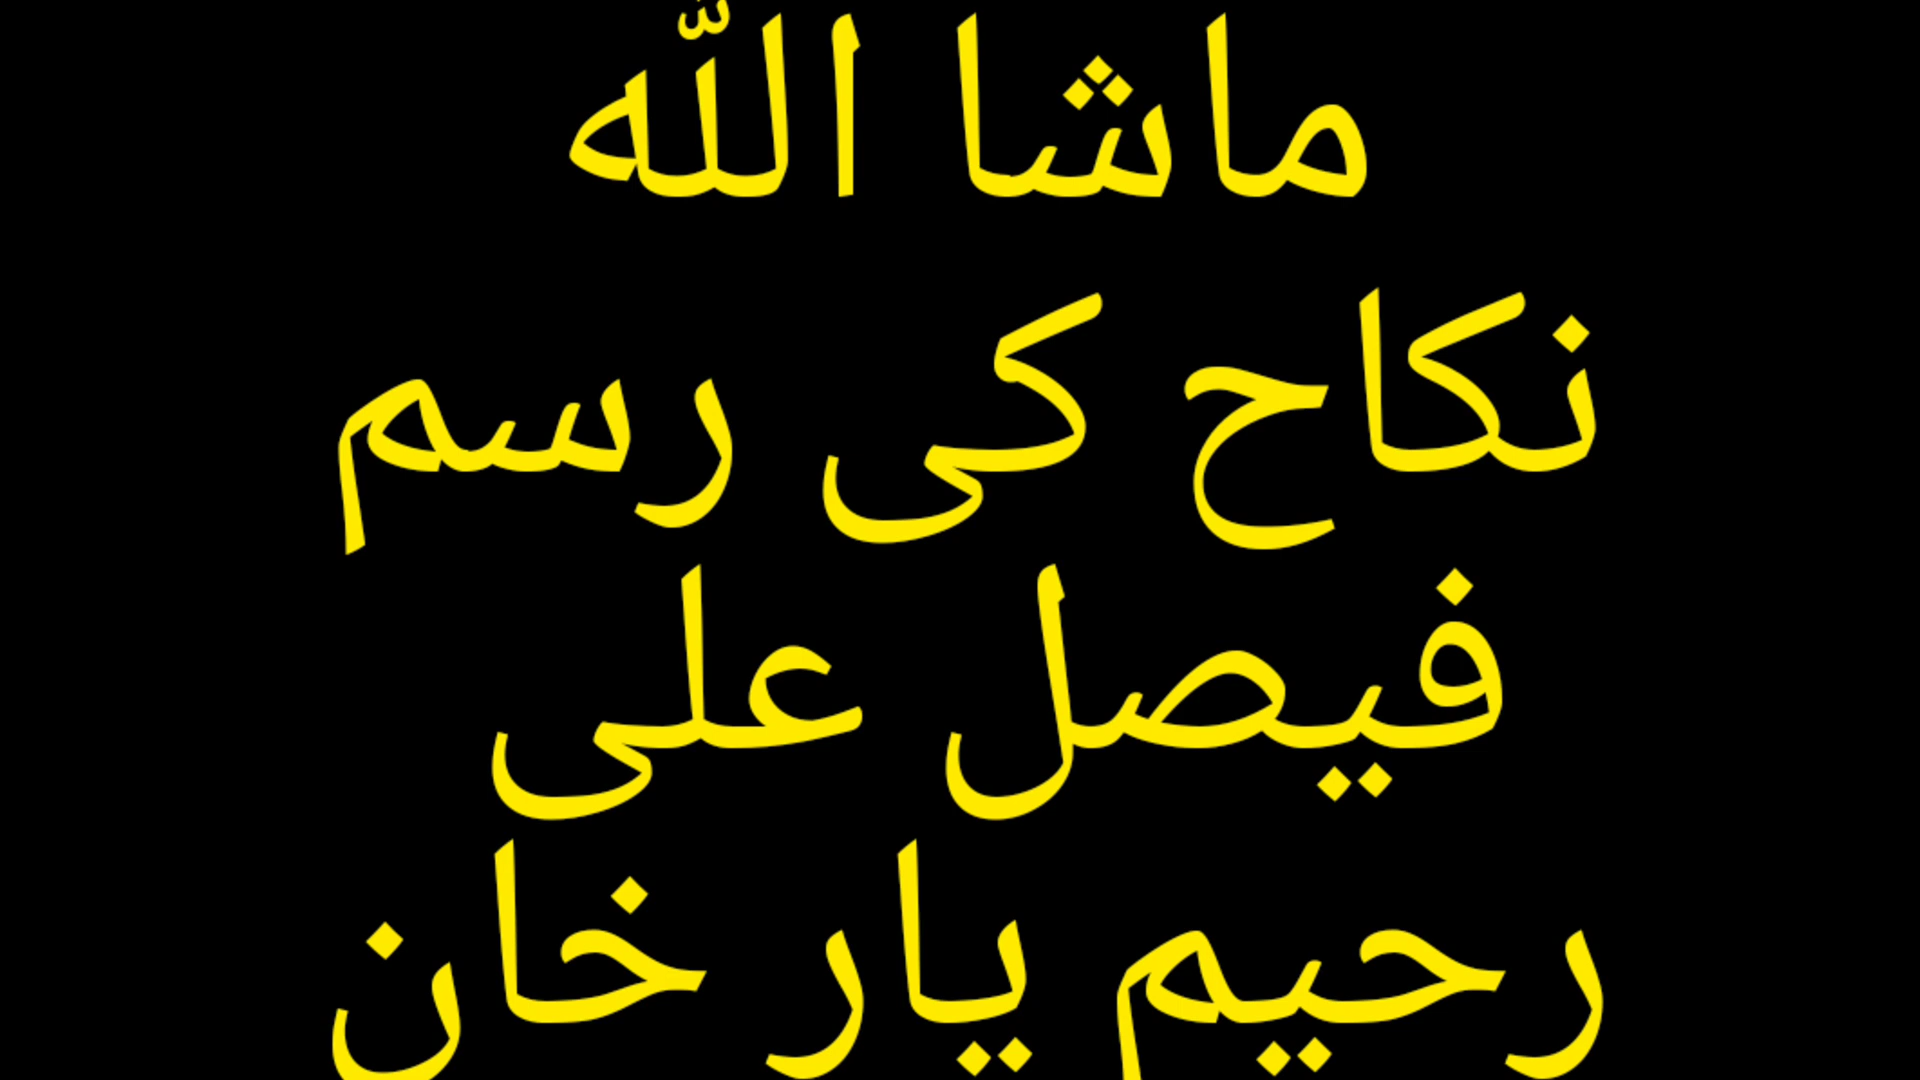 ماشا اللّٰه
نکاح کی رسم
فیصل علی
رحیم یار خان